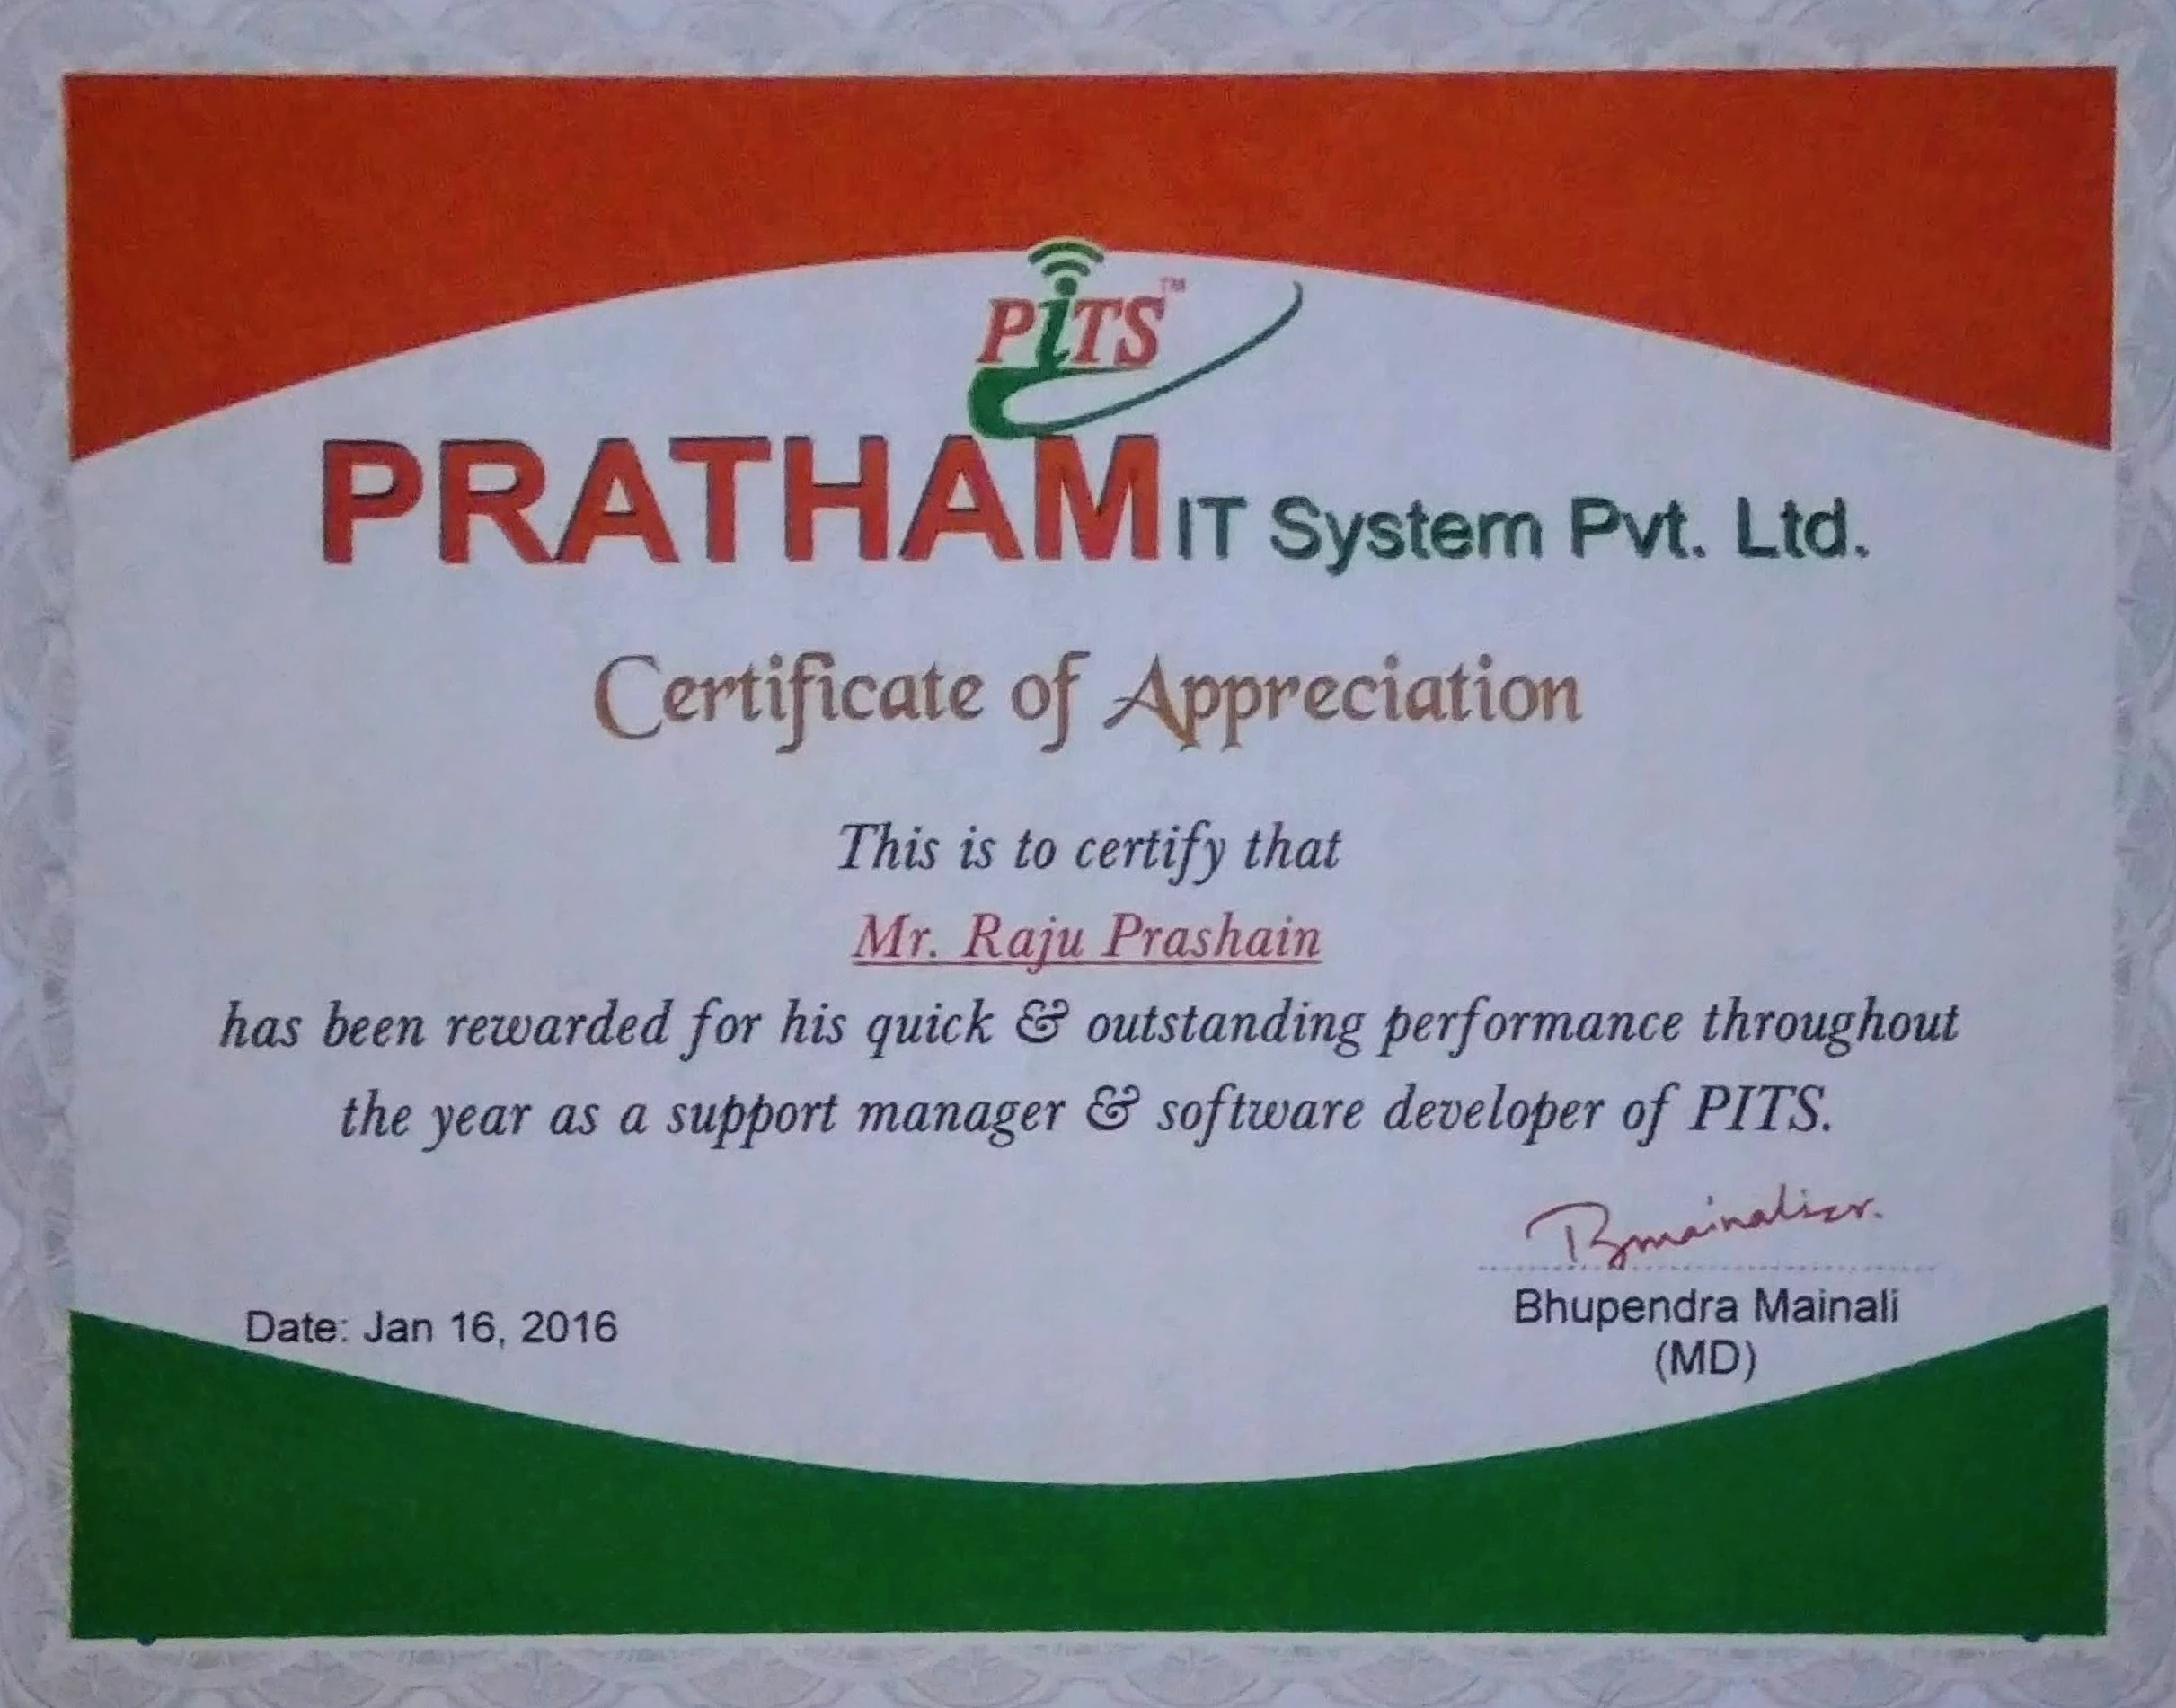 PiTS™
PRATHAM IT System Pvt. Ltd.
Certificate of Appreciation
This is to certify that
Mr. Raju Prashain
has been rewarded for his quick & outstanding performance throughout
the year as a support manager & software developer of PITS.
Date: Jan 16, 2016
Bhupendra Mainali
(MD)